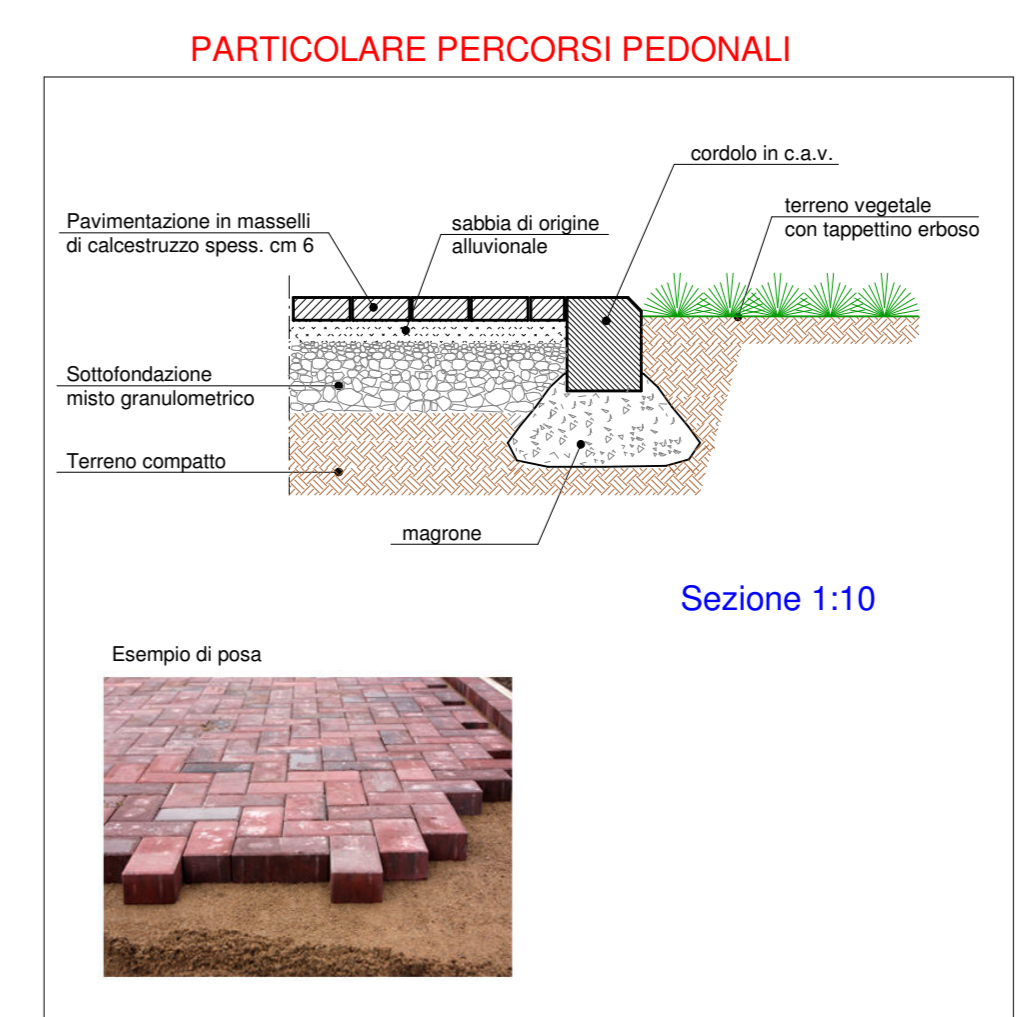 PARTICOLARE PERCORSI PEDONALI
cordolo in c.a.v.
terreno vegetale
con tappettino erboso
Pavimentazione in masselli
di calcestruzzo spess. cm 6
sabbia di origine
alluvionale
Sottofondazione
misto granulometrico
Terreno compatto
magrone
Sezione 1:10
Esempio di posa